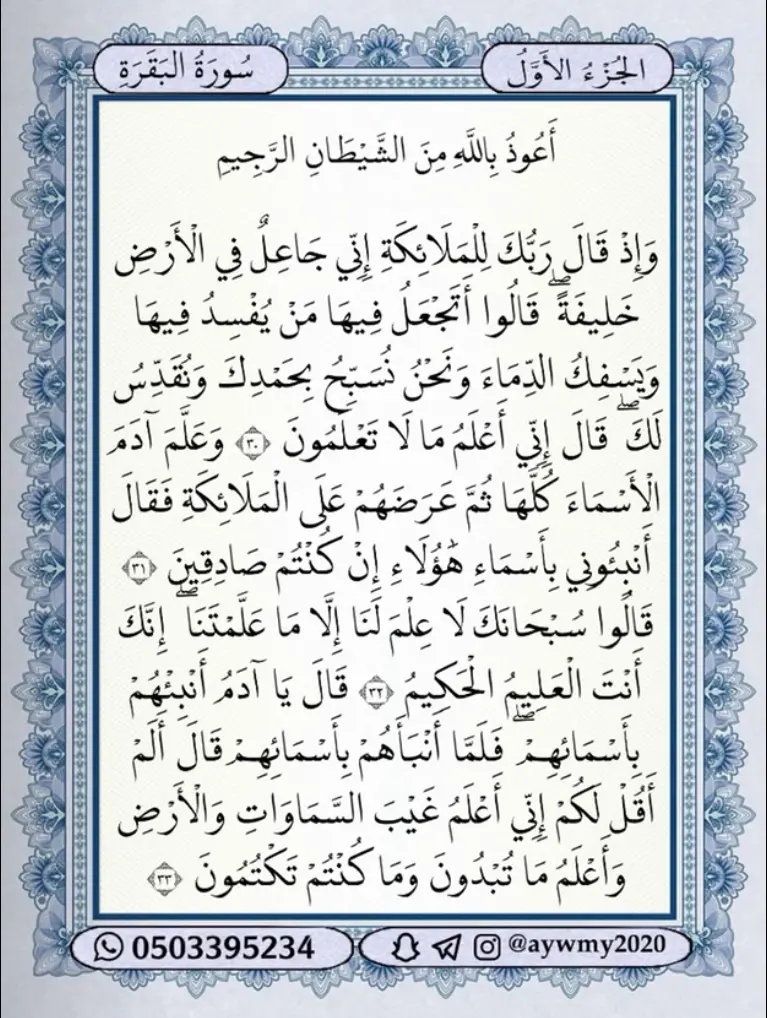 الجُزْءُ الأَوَّلُ
سُورَةُ البَقَرَةِ
أَعُوذُ بِاللَّهِ مِنَ الشَّيْطَانِ الرَّجِيمِ
وَإِذْ قَالَ رَبُّكَ لِلْمَلَائِكَةِ إِنِّي جَاعِلٌ فِي الْأَرْضِ
خَلِيفَةً ۖ قَالُوا أَتَجْعَلُ فِيهَا مَنْ يُفْسِدُ فِيهَا
وَيَسْفِكُ الدِّمَاءَ وَنَحْنُ نُسَبِّحُ بِحَمْدِكَ وَنُقَدِّسُ
لَكَ ۖ قَالَ إِنِّي أَعْلَمُ مَا لَا تَعْلَمُونَ ٣٠ وَعَلَّمَ آدَمَ
الْأَسْمَاءَ كُلَّهَا ثُمَّ عَرَضَهُمْ عَلَى الْمَلَائِكَةِ فَقَالَ
أَنْبِئُونِي بِأَسْمَاءِ هَٰؤُلَاءِ إِنْ كُنْتُمْ صَادِقِينَ ٣١
قَالُوا سُبْحَانَكَ لَا عِلْمَ لَنَا إِلَّا مَا عَلَّمْتَنَا ۖ إِنَّكَ
أَنْتَ الْعَلِيمُ الْحَكِيمُ ٣٢ قَالَ يَا آدَمُ أَنْبِئْهُمْ
بِأَسْمَائِهِمْ ۖ فَلَمَّا أَنْبَأَهُمْ بِأَسْمَائِهِمْ قَالَ أَلَمْ
أَقُلْ لَكُمْ إِنِّي أَعْلَمُ غَيْبَ السَّمَاوَاتِ وَالْأَرْضِ
وَأَعْلَمُ مَا تُبْدُونَ وَمَا كُنْتُمْ تَكْتُمُونَ ٣٣
0503395234
@aywmy2020